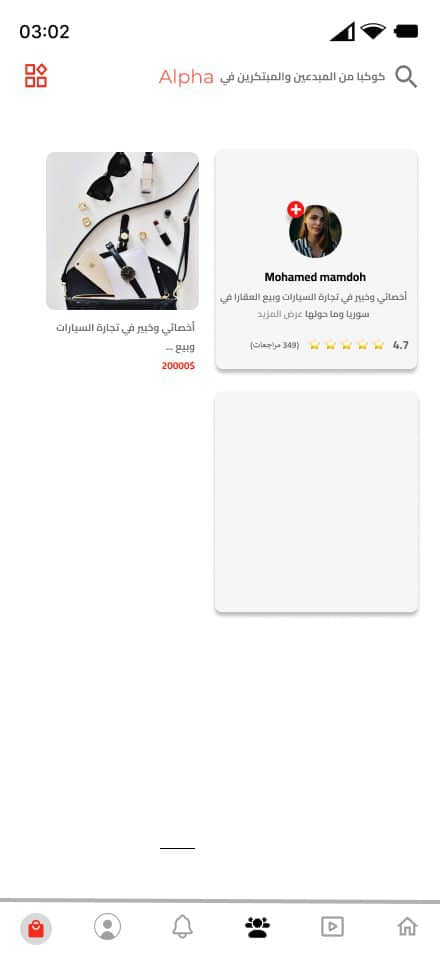 03:02
كوكبا من المبدعين والمبتكرين في Alpha
Mohamed mamdoh
أخصائي وخبير في تجارة السيارات وبيع العقارا في
سوريا وما حولها عرض المزيد
4.7 (349 مراجعات)
أخصائي وخبير في تجارة السيارات
وبيع ...
20000$